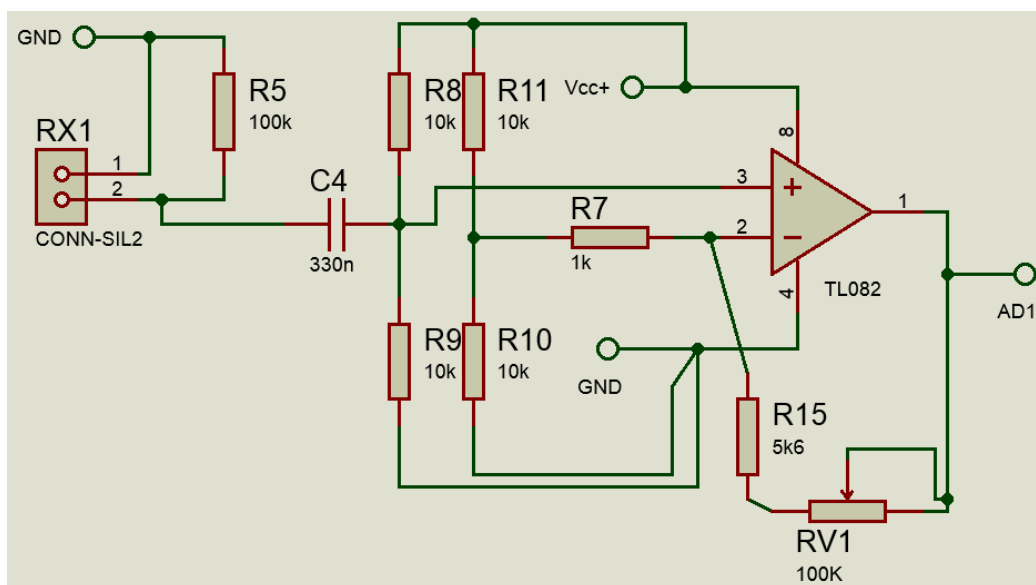 GND
R5
100k
RX1
1
2
CONN-SIL2
C4
330n
R8
10k
R11
10k
Vcc+
8
3
R7
1k
2
1
4
TL082
AD1
R9
10k
R10
10k
GND
R15
5k6
RV1
100K